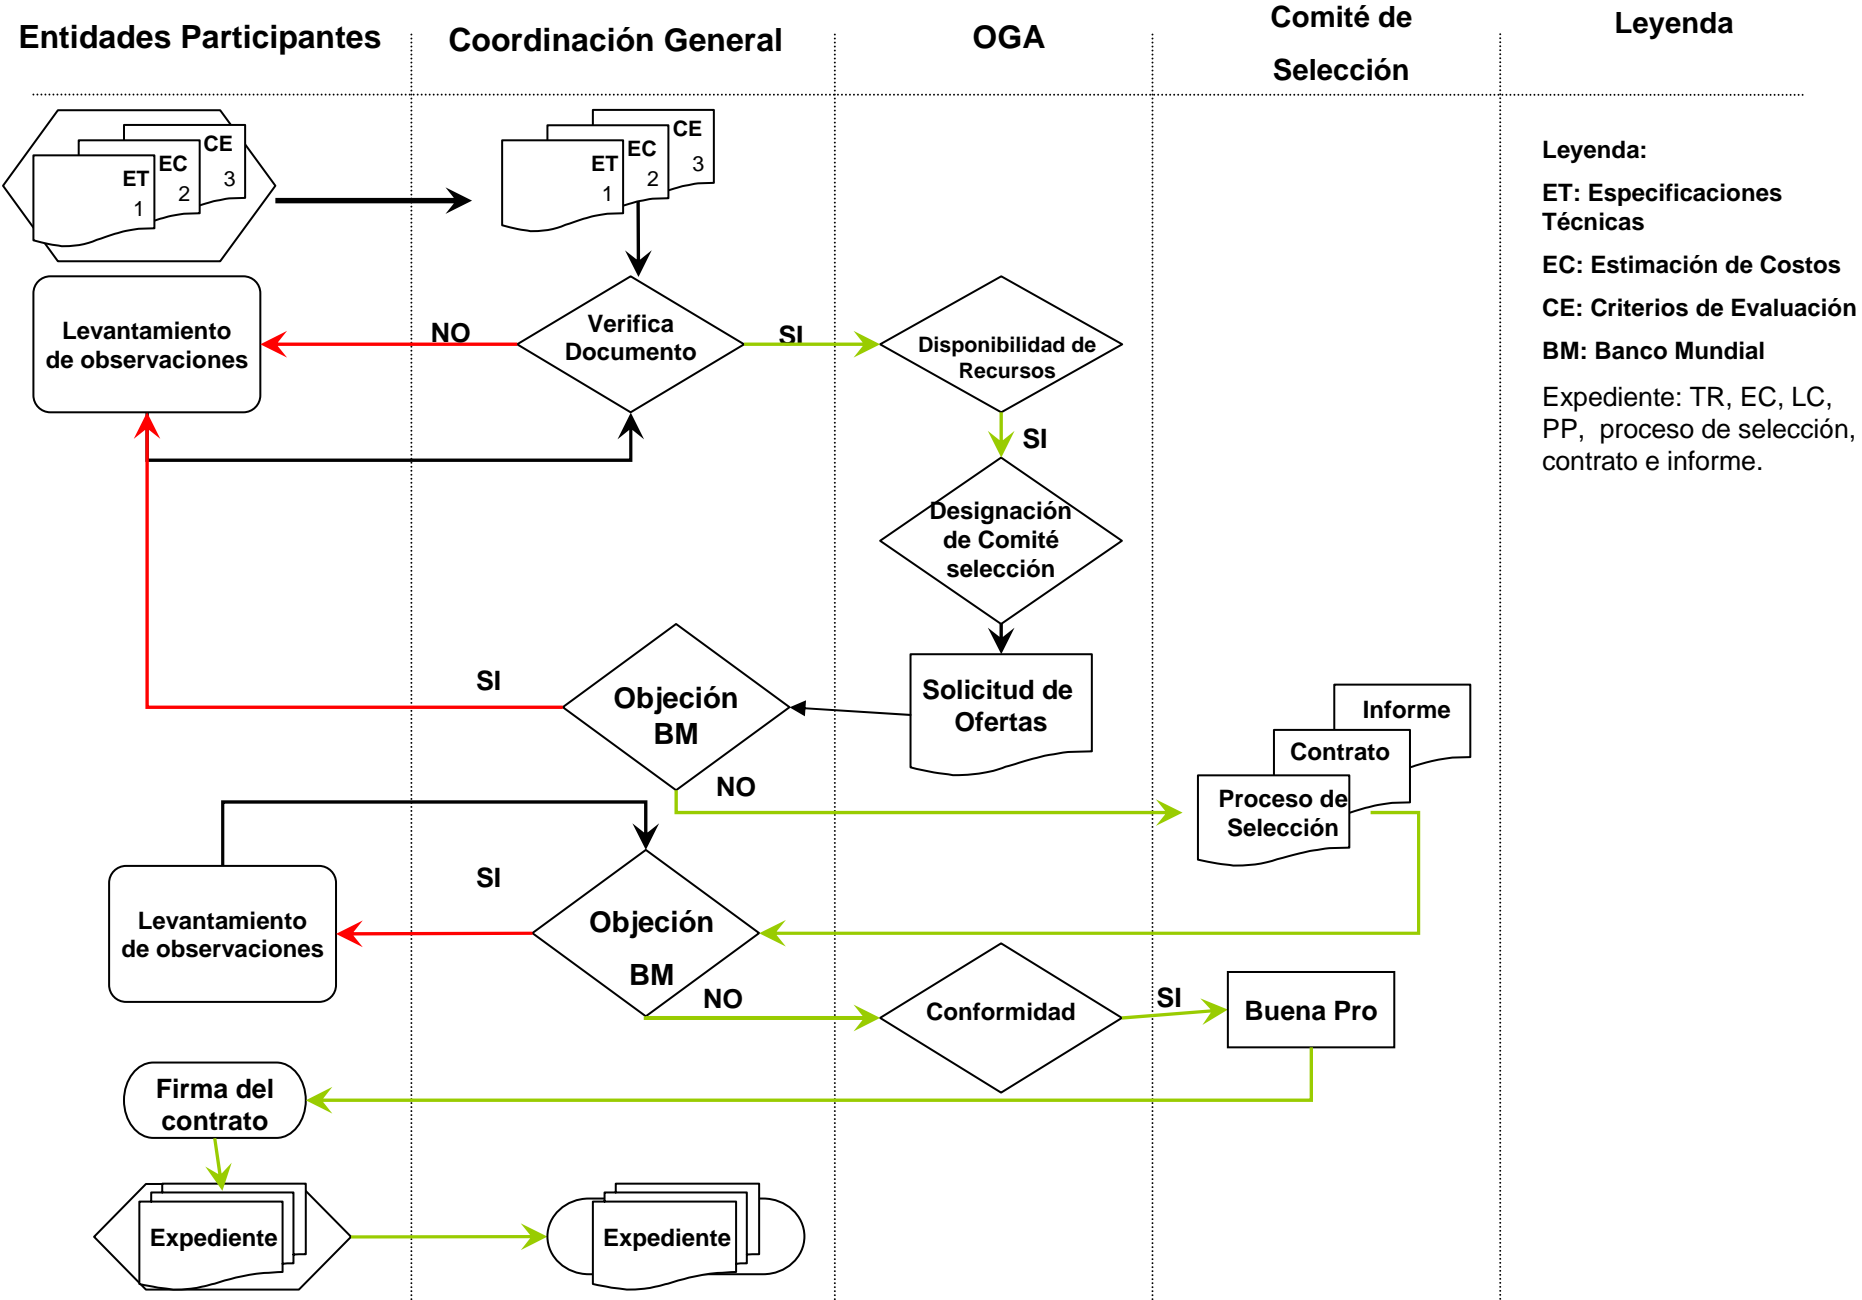 Entidades Participantes
Coordinación General
OGA
Comité de
Selección
Leyenda
ET
1
EC
2
CE
3
ET
1
EC
2
CE
3
Leyenda:
ET: Especificaciones
Técnicas
EC: Estimación de Costos
CE: Criterios de Evaluación
BM: Banco Mundial
Expediente: TR, EC, LC,
PP, proceso de selección,
contrato e informe.
Levantamiento
de observaciones
NO
Verifica
Documento
SI
Disponibilidad de
Recursos
SI
Designación
de Comité
selección
SI
Objeción
BM
NO
Solicitud de
Ofertas
Informe
Contrato
Proceso de
Selección
Levantamiento
de observaciones
SI
Objeción
BM
NO
Conformidad
SI
Buena Pro
Firma del
contrato
Expediente
Expediente